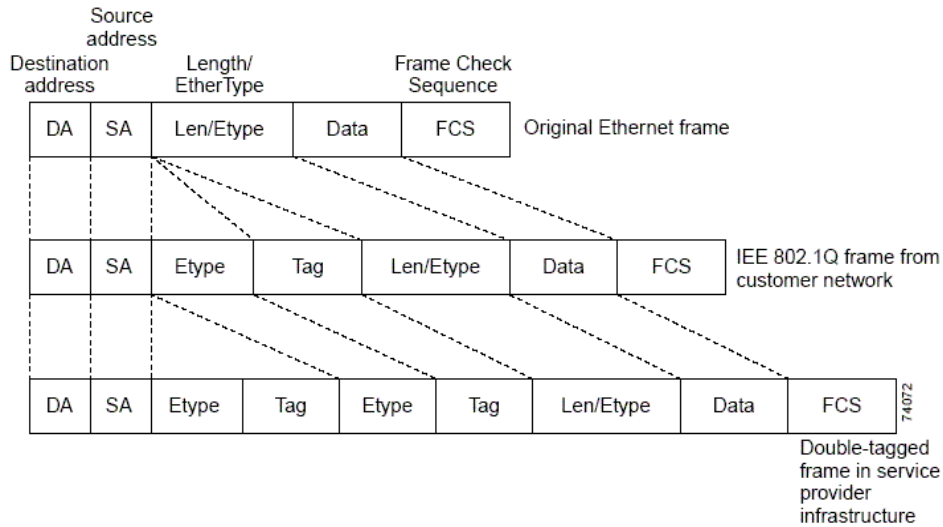 Source
address
Destination
address
Length/
EtherType
Frame Check
Sequence
DA SA Len/Etype Data FCS
Original Ethernet frame
DA SA Etype Tag Len/Etype Data FCS
IEE 802.1Q frame from
customer network
DA SA Etype Tag Etype Tag Len/Etype Data FCS
74072
Double-tagged
frame in service
provider
infrastructure